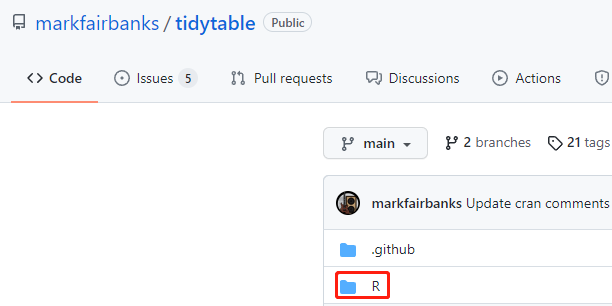 markfairbanks / tidytable Public
Code Issues 5 Pull requests Discussions Actions
main 2 branches 21 tags
markfairbanks Update cran comments
.github
R